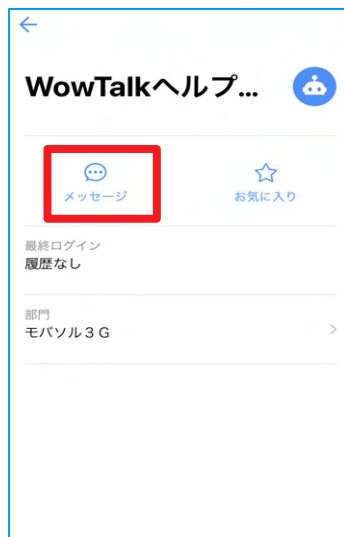 WowTalkヘルプ...
メッセージ
お気に入り
最終ログイン
履歴なし
部門
モバソル３Ｇ